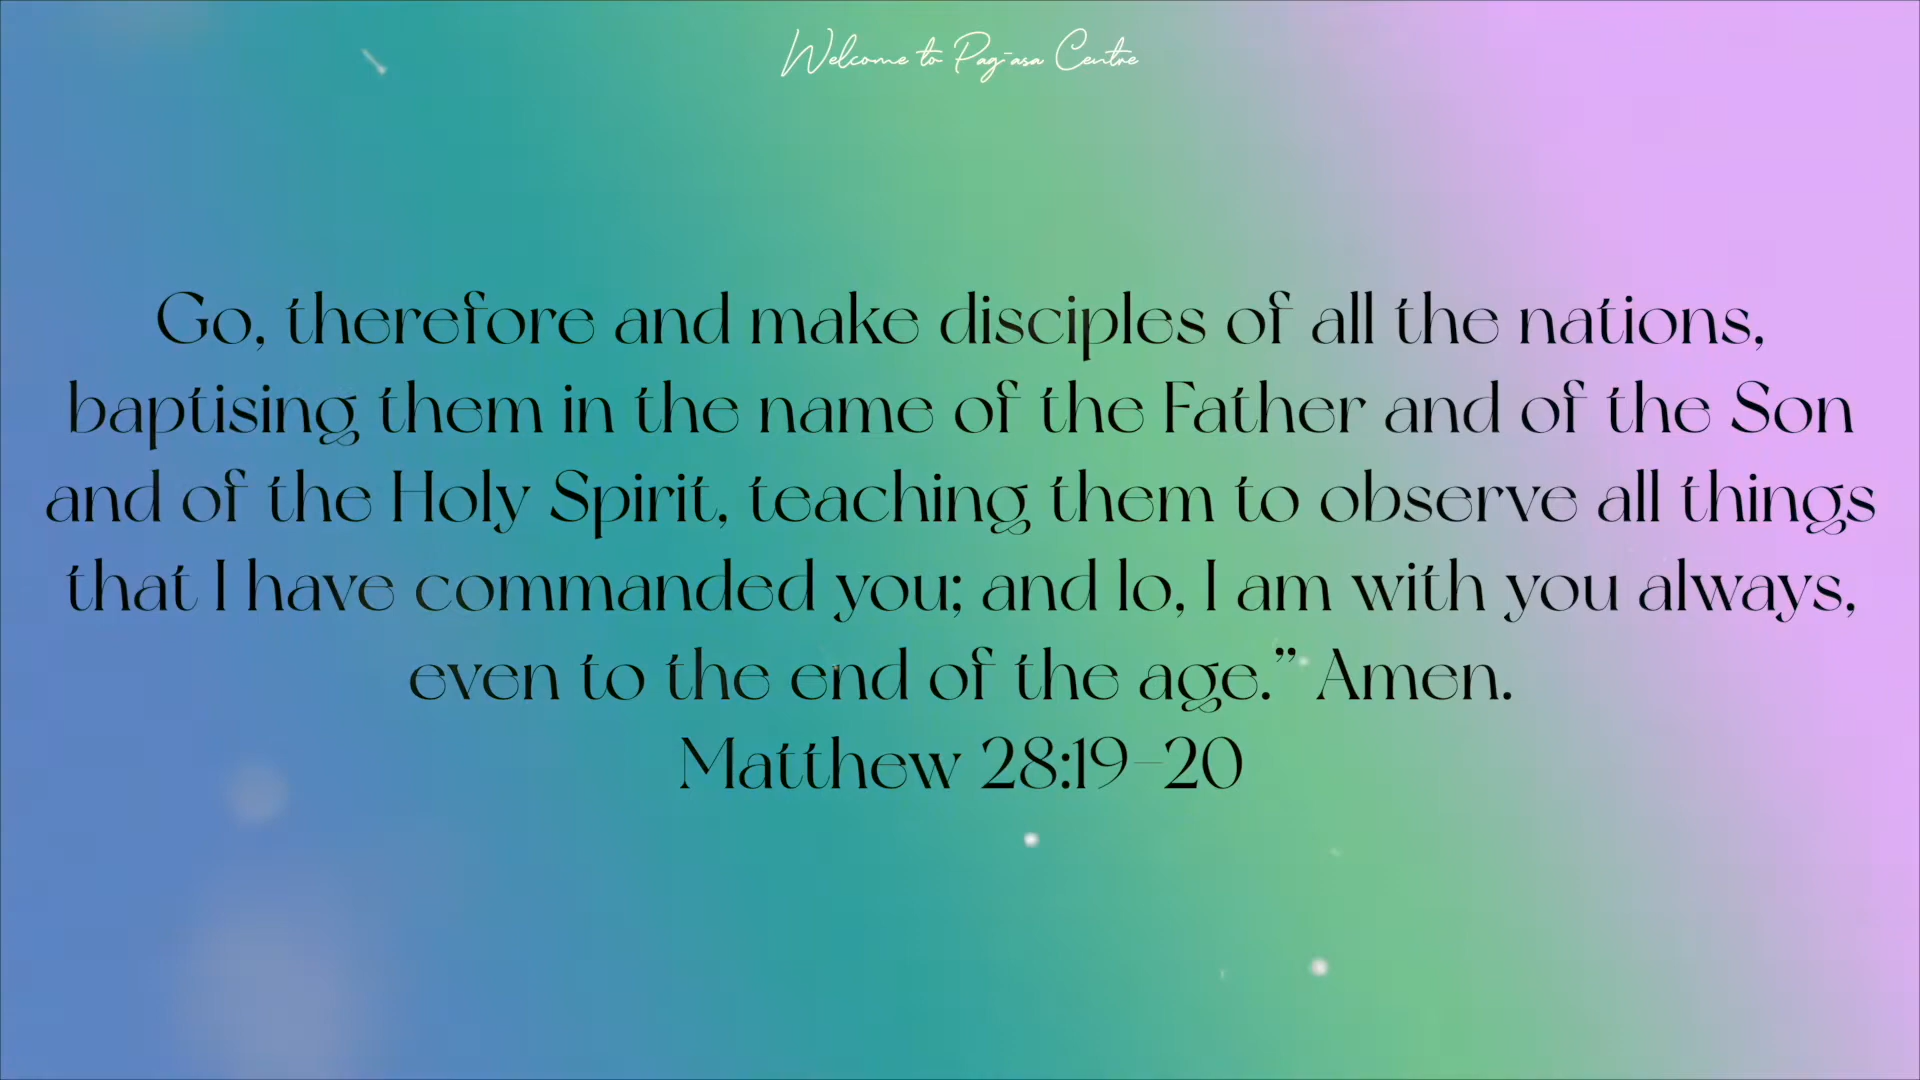 Welcome to Pag-asa Centre
Go, therefore and make disciples of all the nations,
baptising them in the name of the Father and of the Son
and of the Holy Spirit, teaching them to observe all things
that I have commanded you; and lo, I am with you always,
even to the end of the age.” Amen.
Matthew 28:19–20